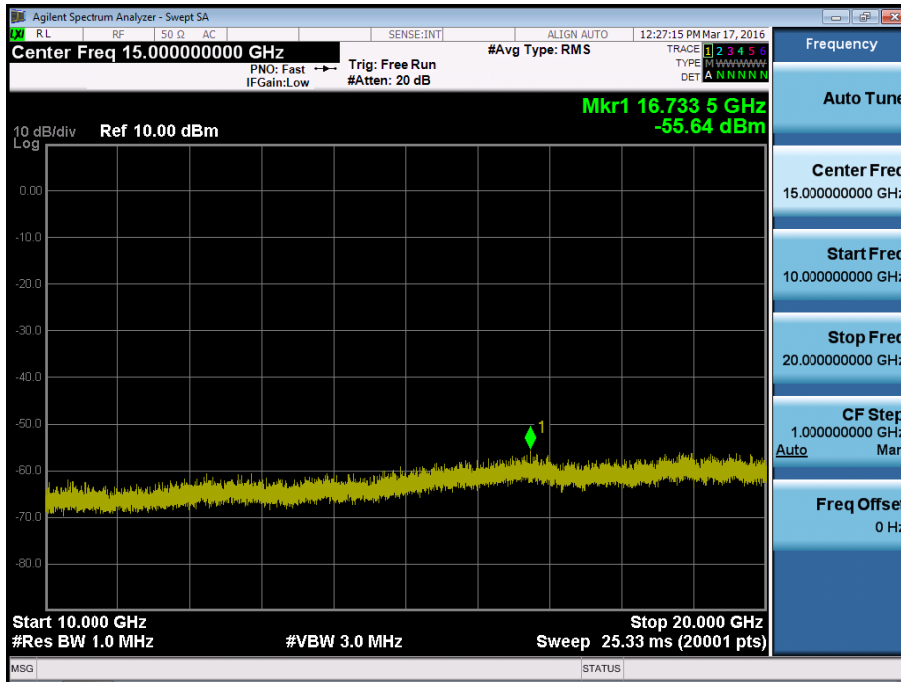 Agilent Spectrum Analyzer - Swept SA
LXI RL RF 50 Ω AC SENSE:INT ALIGN AUTO 12:27:15 PM Mar 17, 2016
Center Freq 15.000000000 GHz
PNO: Fast
IFGain:Low
Trig: Free Run
#Atten: 20 dB
#Avg Type: RMS
TRACE 1 2 3 4 5 6
TYPE M W W W W W
DET A N N N N N
Mkr1 16.733 5 GHz
-55.64 dBm
10 dB/div Ref 10.00 dBm
Log
0.00
-10.0
-20.0
-30.0
-40.0
-50.0
-60.0
-70.0
-80.0
1
Start 10.000 GHz Stop 20.000 GHz
#Res BW 1.0 MHz #VBW 3.0 MHz Sweep 25.33 ms (20001 pts)
MSG STATUS
Frequency
Auto Tune
Center Freq
15.000000000 GHz
Start Freq
10.000000000 GHz
Stop Freq
20.000000000 GHz
CF Step
1.000000000 GHz
Auto Man
Freq Offset
0 Hz